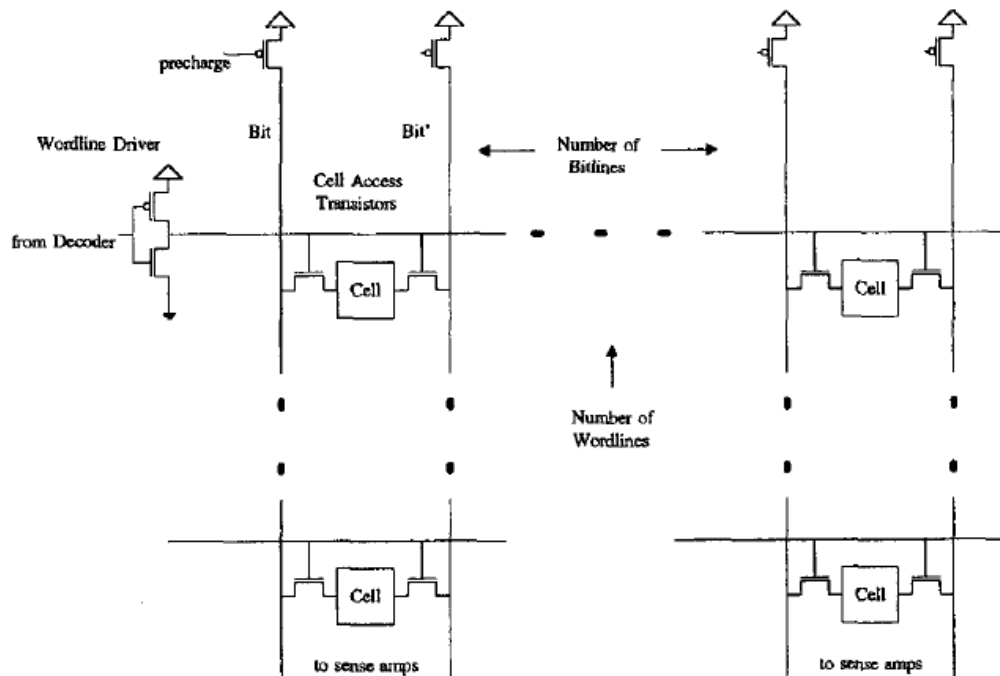 precharge
Bit
Bit'
Number of
Bitlines
Wordline Driver
Cell Access
Transistors
from Decoder
Cell
Cell
Number of
Wordlines
Cell
Cell
to sense amps
to sense amps